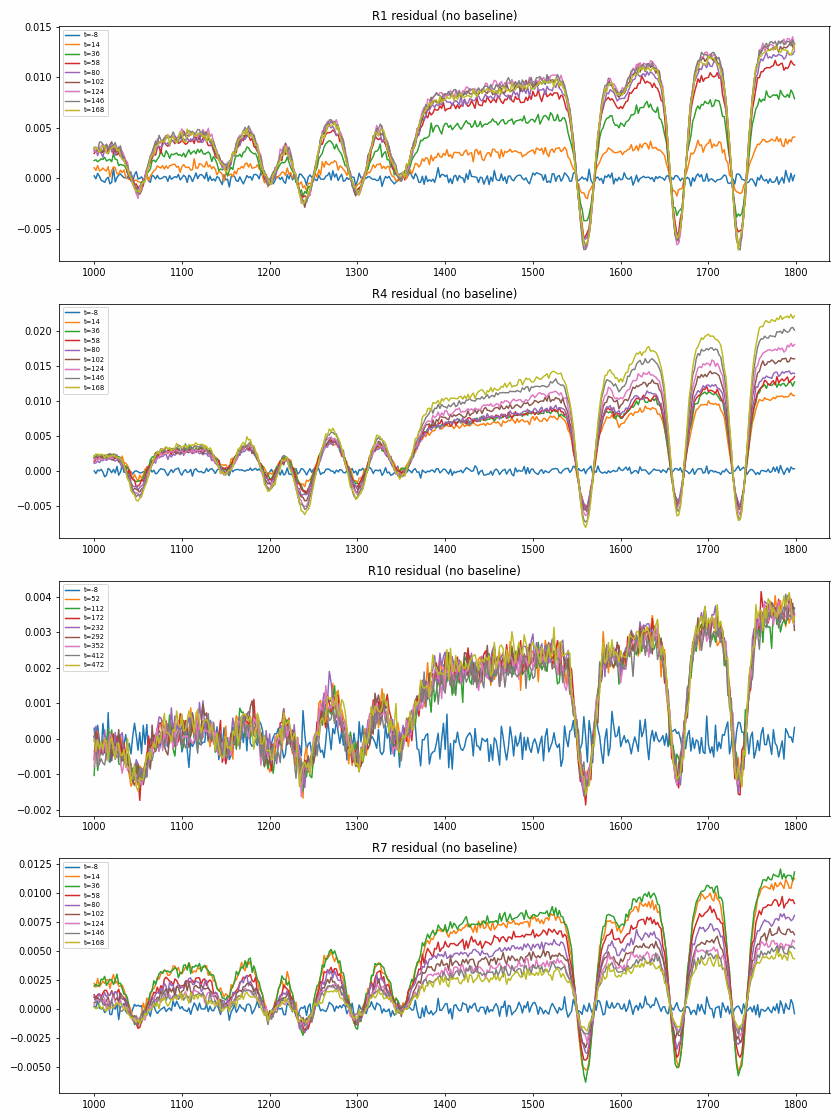 R1 residual (no baseline)
0.015
0.010
0.005
0.000
−0.005
t=-8
t=14
t=36
t=58
t=80
t=102
t=124
t=146
t=168
1000 1100 1200 1300 1400 1500 1600 1700 1800
R4 residual (no baseline)
0.020
0.015
0.010
0.005
0.000
−0.005
t=-8
t=14
t=36
t=58
t=80
t=102
t=124
t=146
t=168
1000 1100 1200 1300 1400 1500 1600 1700 1800
R10 residual (no baseline)
0.004
0.003
0.002
0.001
0.000
−0.001
−0.002
t=-8
t=52
t=112
t=172
t=232
t=292
t=352
t=412
t=472
1000 1100 1200 1300 1400 1500 1600 1700 1800
R7 residual (no baseline)
0.0125
0.0100
0.0075
0.0050
0.0025
0.0000
−0.0025
−0.0050
t=-8
t=14
t=36
t=58
t=80
t=102
t=124
t=146
t=168
1000 1100 1200 1300 1400 1500 1600 1700 1800